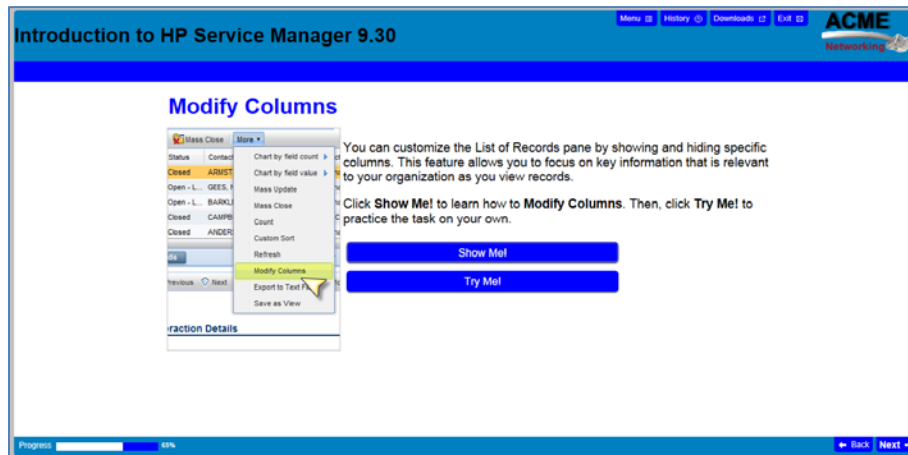 Menu
History
Downloads
Exit
ACME
Networking
Introduction to HP Service Manager 9.30
Modify Columns
Mass Close More
Status Contac
Closed ARMST
Open - L... GEES, 
Open - L... BARKL
Closed CAMPB
Closed ANDER
Chart by field count
Chart by field value
Mass Update
Mass Close
Count
Custom Sort
Refresh
Modify Columns
Export to Text F
Save as View
revious Next
raction Details
You can customize the List of Records pane by showing and hiding specific
columns. This feature allows you to focus on key information that is relevant
to your organization as you view records.
Click Show Me! to learn how to Modify Columns. Then, click Try Me! to
practice the task on your own.
Show Me!
Try Me!
Progress 65%
Back Next